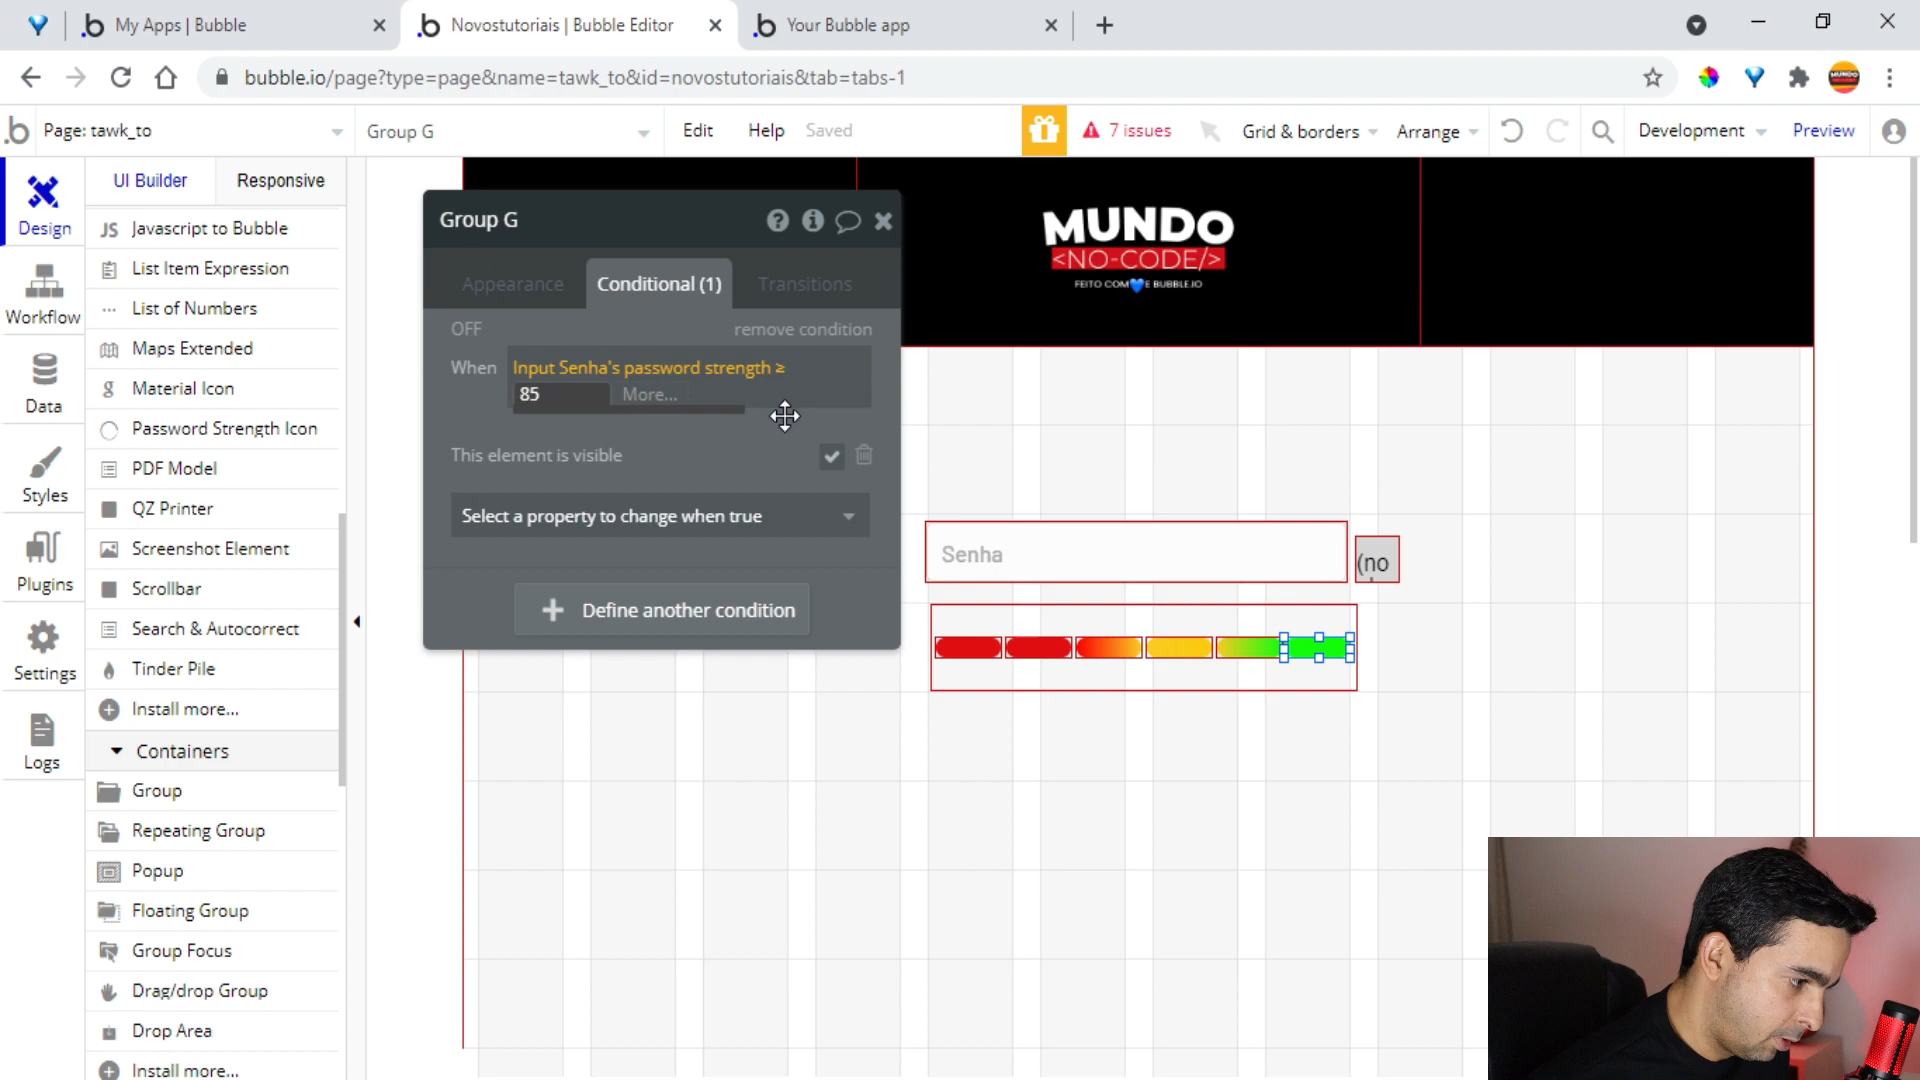 My Apps | Bubble
Novostutoriais | Bubble Editor
Your Bubble app
bubble.io/page?type=page&name=tawk_to&id=novostutoriais&tab=tabs-1
Page: tawk_to
Group G
Edit
Help
Saved
7 issues
Grid & borders
Arrange
Development
Preview
UI Builder
Responsive
Design
Workflow
Data
Styles
Plugins
Settings
Logs
JS Javascript to Bubble
List Item Expression
List of Numbers
Maps Extended
g Material Icon
Password Strength Icon
PDF Model
QZ Printer
Screenshot Element
Scrollbar
Search & Autocorrect
Tinder Pile
Install more...
Containers
Group
Repeating Group
Popup
Floating Group
Group Focus
Drag/drop Group
Drop Area
Install more...
Group G
Appearance
Conditional (1)
Transitions
OFF
remove condition
When
Input Senha's password strength ≥
85
More...
This element is visible
Select a property to change when true
Define another condition
MUNDO
<NO-CODE/>
FEITO COM💙E BUBBLE.IO
Senha
(no